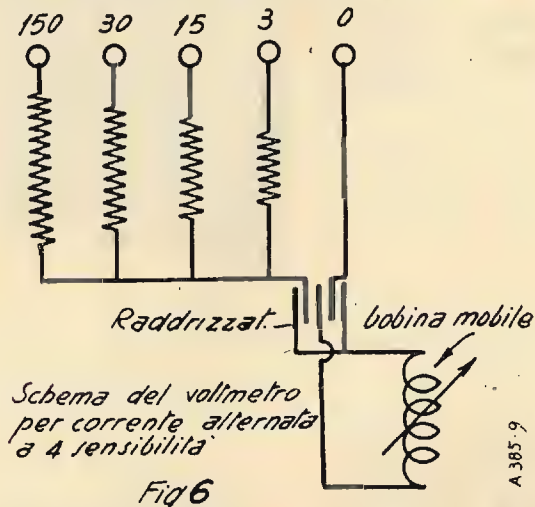 150 30 15 3 0
Raddrizzat.
bobina mobile
Schema del voltmetro
per corrente alternata
a 4 sensibilità
Fig 6
A 385-9